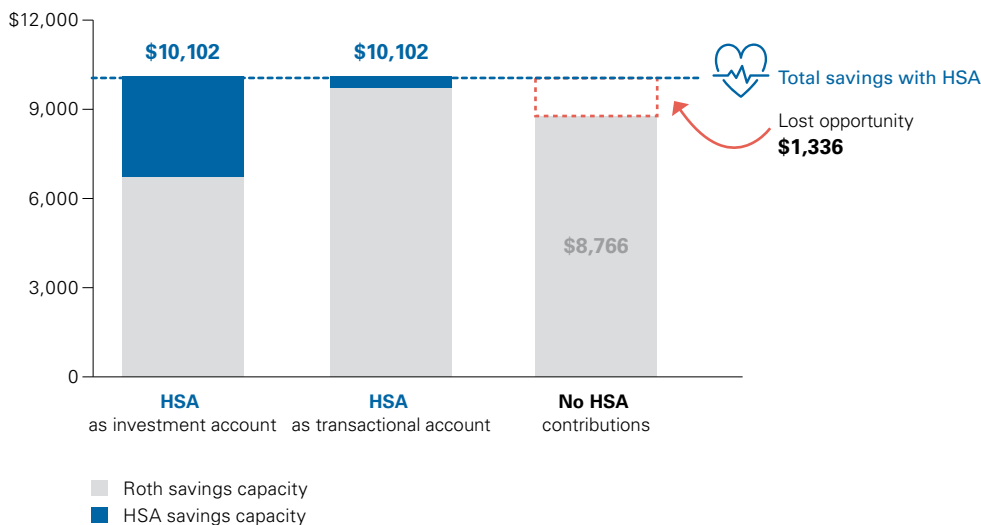 $12,000
9,000
6,000
3,000
0
$10,102
$10,102
$8,766
Total savings with HSA
Lost opportunity
$1,336
HSA
as investment account
HSA
as transactional account
No HSA
contributions
Roth savings capacity
HSA savings capacity